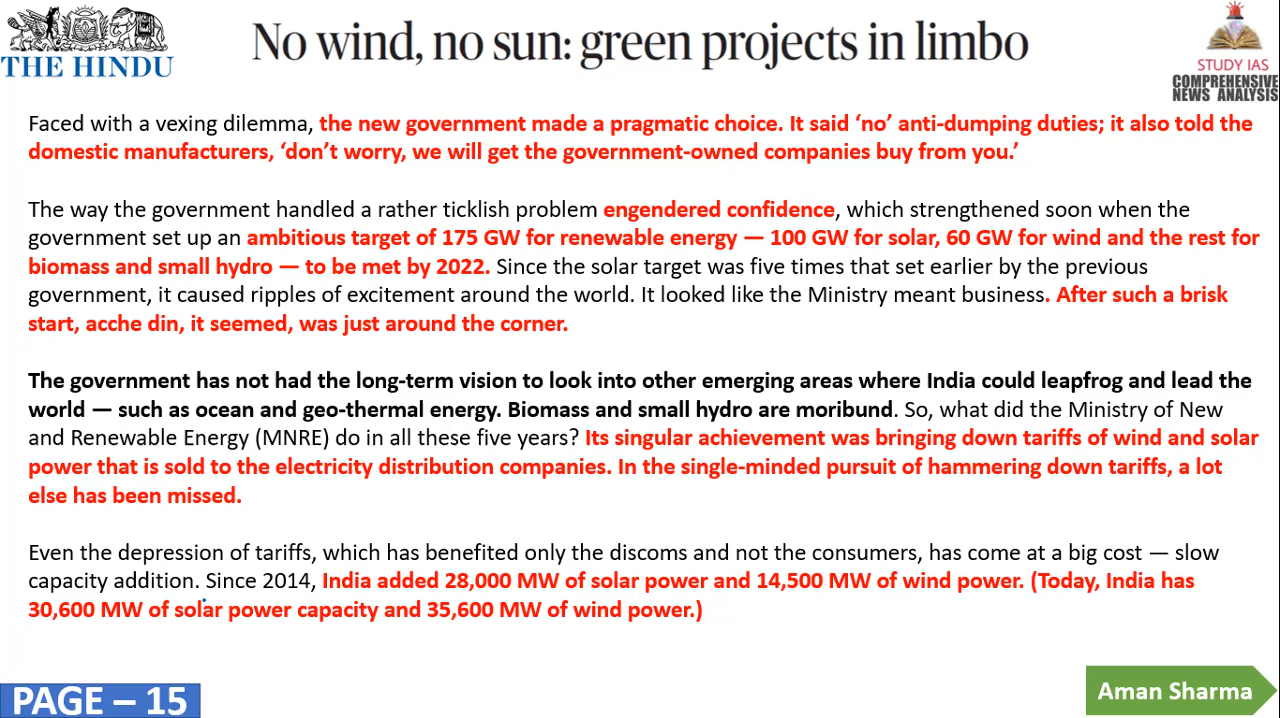 THE HINDU
No wind, no sun: green projects in limbo
STUDY IAS
COMPREHENSIVE
NEWS ANALYSIS
Faced with a vexing dilemma, the new government made a pragmatic choice. It said ‘no’ anti-dumping duties; it also told the
domestic manufacturers, ‘don’t worry, we will get the government-owned companies buy from you.’
The way the government handled a rather ticklish problem engendered confidence, which strengthened soon when the
government set up an ambitious target of 175 GW for renewable energy — 100 GW for solar, 60 GW for wind and the rest for
biomass and small hydro — to be met by 2022. Since the solar target was five times that set earlier by the previous
government, it caused ripples of excitement around the world. It looked like the Ministry meant business. After such a brisk
start, acche din, it seemed, was just around the corner.
The government has not had the long-term vision to look into other emerging areas where India could leapfrog and lead the
world — such as ocean and geo-thermal energy. Biomass and small hydro are moribund. So, what did the Ministry of New
and Renewable Energy (MNRE) do in all these five years? Its singular achievement was bringing down tariffs of wind and solar
power that is sold to the electricity distribution companies. In the single-minded pursuit of hammering down tariffs, a lot
else has been missed.
Even the depression of tariffs, which has benefited only the discoms and not the consumers, has come at a big cost — slow
capacity addition. Since 2014, India added 28,000 MW of solar power and 14,500 MW of wind power. (Today, India has
30,600 MW of solar power capacity and 35,600 MW of wind power.)
PAGE – 15
Aman Sharma